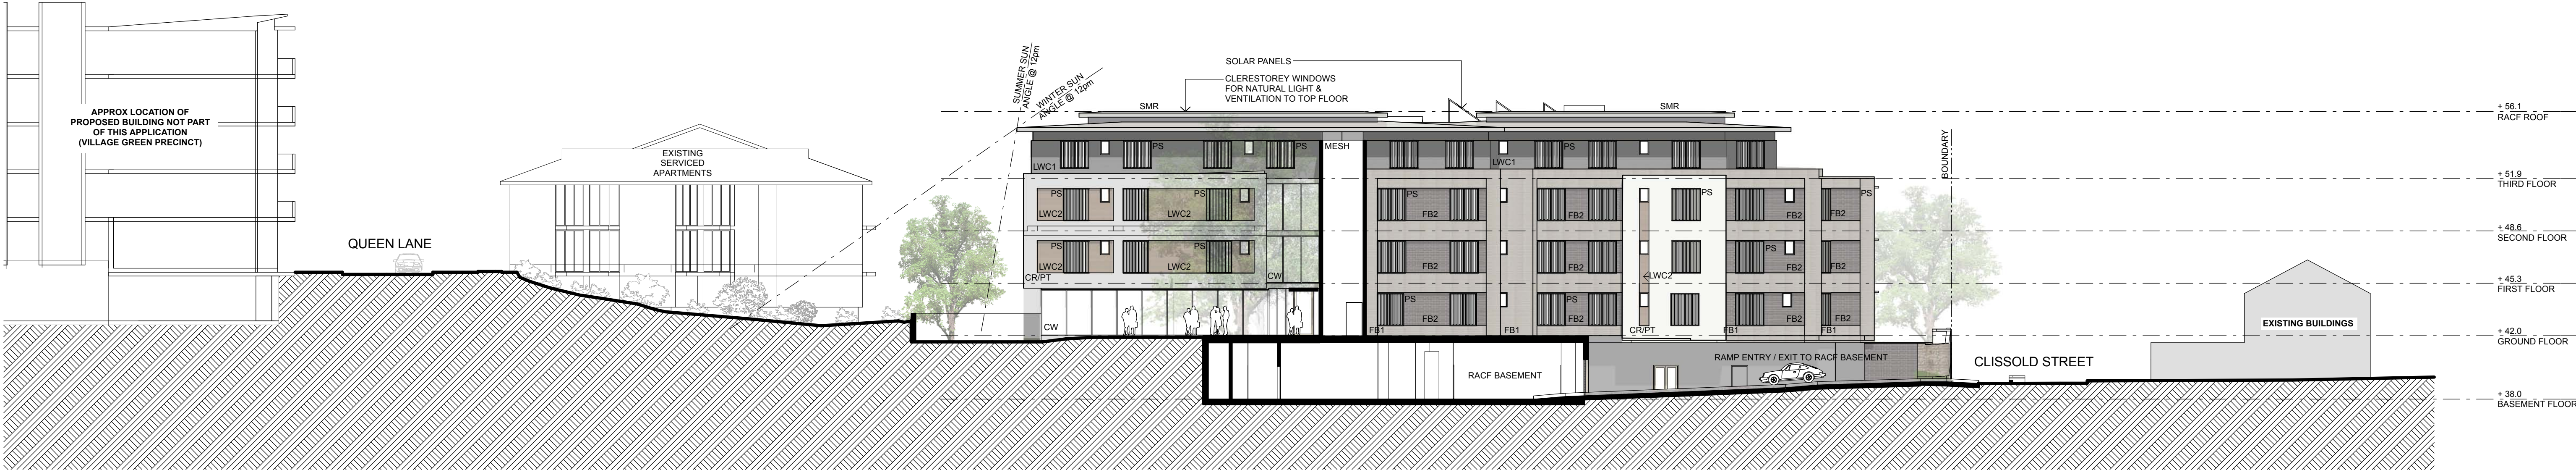 APPROX LOCATION OF
PROPOSED BUILDING NOT PART
OF THIS APPLICATION
(VILLAGE GREEN PRECINCT)
QUEEN LANE
EXISTING
SERVICED
APARTMENTS
SUMMER SUN
ANGLE @ 12pm
WINTER SUN
ANGLE @ 12pm
SOLAR PANELS
CLERESTOREY WINDOWS
FOR NATURAL LIGHT &
VENTILATION TO TOP FLOOR
SMR
SMR
PS
PS
MESH
PS
LWC1
LWC1
PS
PS
PS
PS
PS
LWC2
LWC2
FB2
FB2
FB2
FB2
PS
PS
PS
LWC2
LWC2
FB2
FB2
FB2
FB2
CR/PT
CW
LWC2
PS
PS
FB2
FB2
FB2
FB2
CW
FB1
FB1
CR/PT
FB1
FB1
RACF BASEMENT
RAMP ENTRY / EXIT TO RACF BASEMENT
BOUNDARY
CLISSOLD STREET
EXISTING BUILDINGS
+ 56.1
RACF ROOF
+ 51.9
THIRD FLOOR
+ 48.6
SECOND FLOOR
+ 45.3
FIRST FLOOR
+ 42.0
GROUND FLOOR
+ 38.0
BASEMENT FLOOR